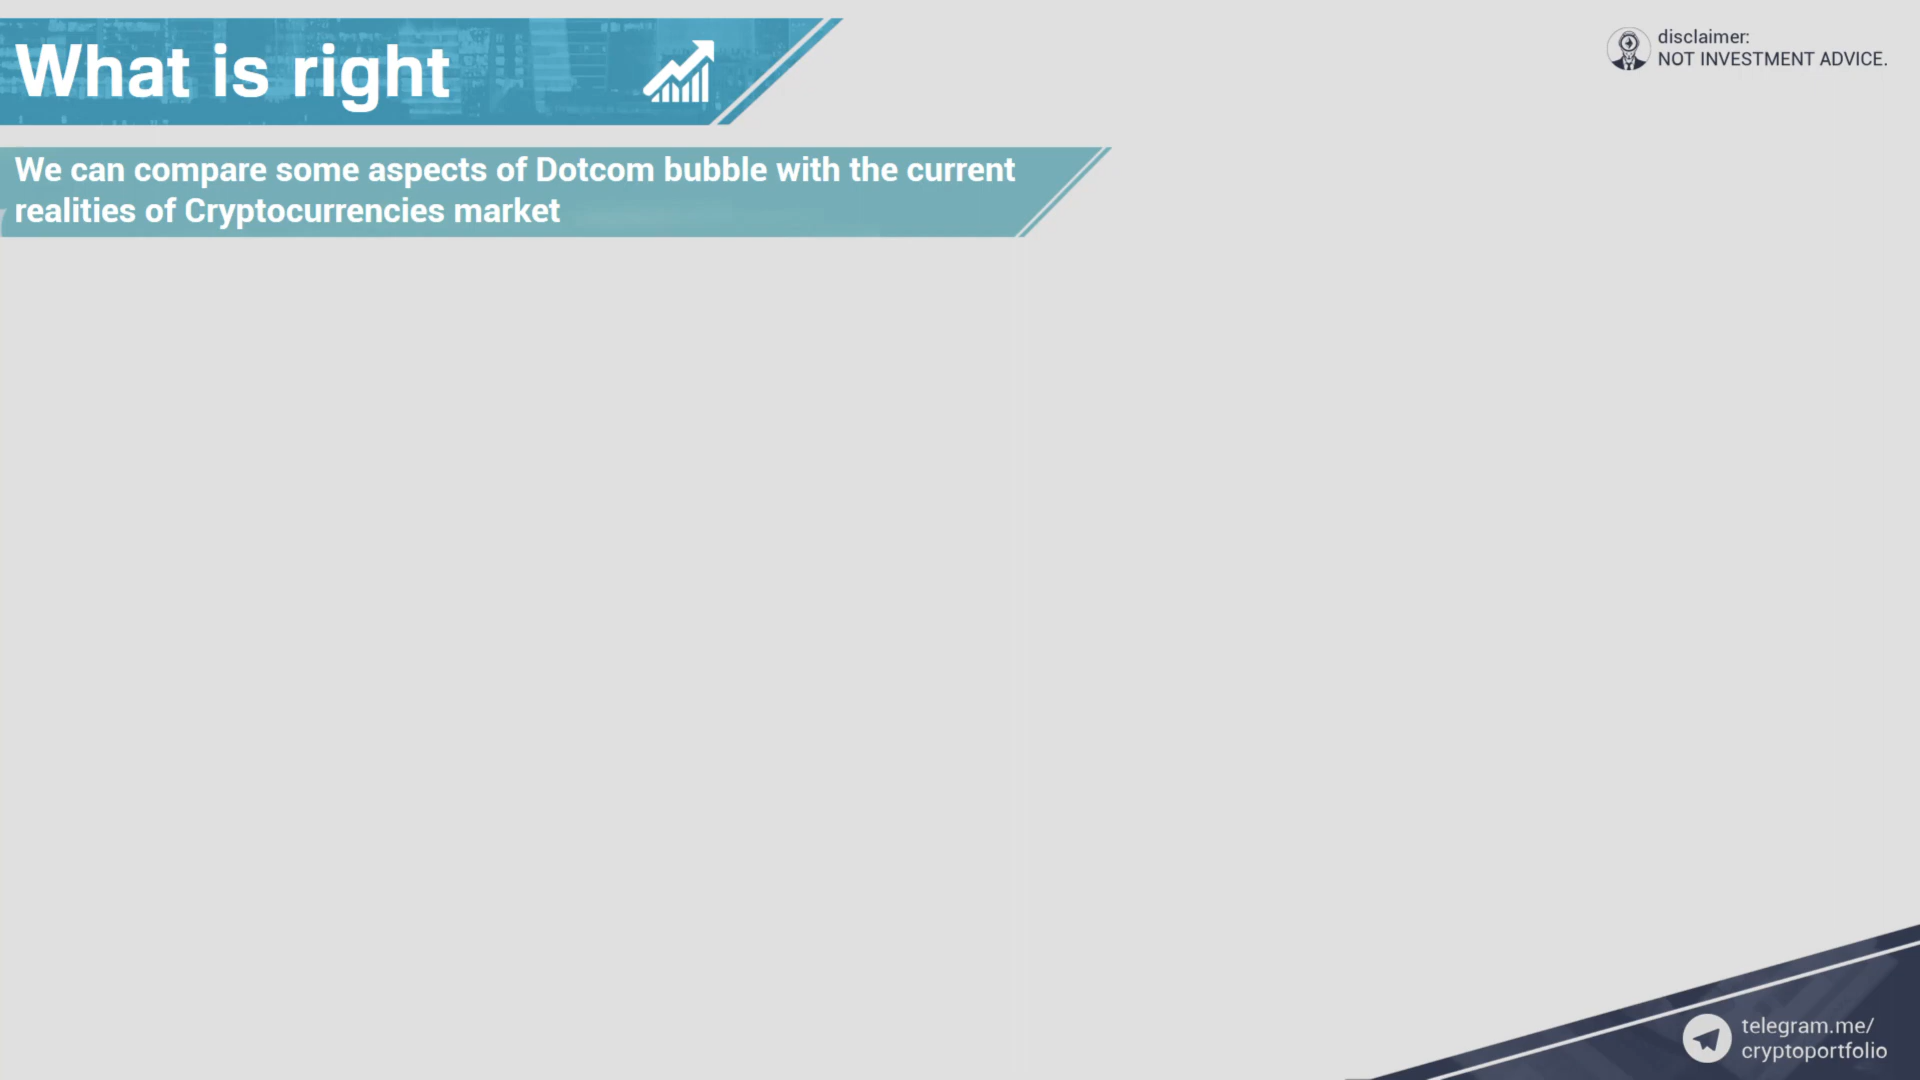 What is right
disclaimer:
NOT INVESTMENT ADVICE.
We can compare some aspects of Dotcom bubble with the current
realities of Cryptocurrencies market
telegram.me/
cryptoportfolio